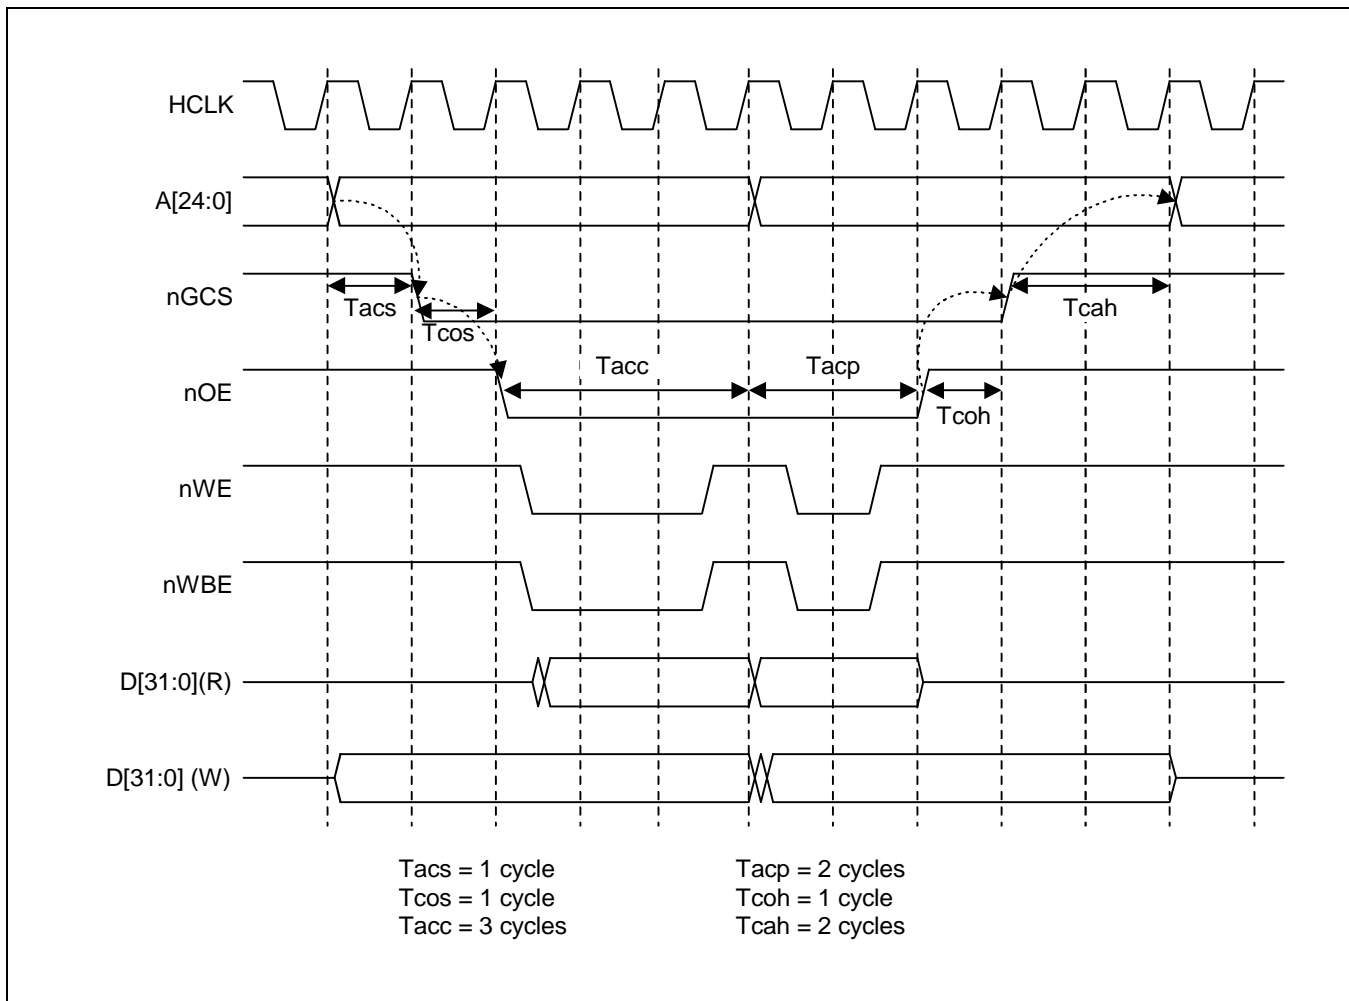 HCLK
A[24:0]
nGCS
Tacs
Tcos
Tcah
nOE
Tacc
Tacp
Tcoh
nWE
nWBE
D[31:0](R)
D[31:0] (W)
Tacs = 1 cycle
Tcos = 1 cycle
Tacc = 3 cycles
Tacp = 2 cycles
Tcoh = 1 cycle
Tcah = 2 cycles